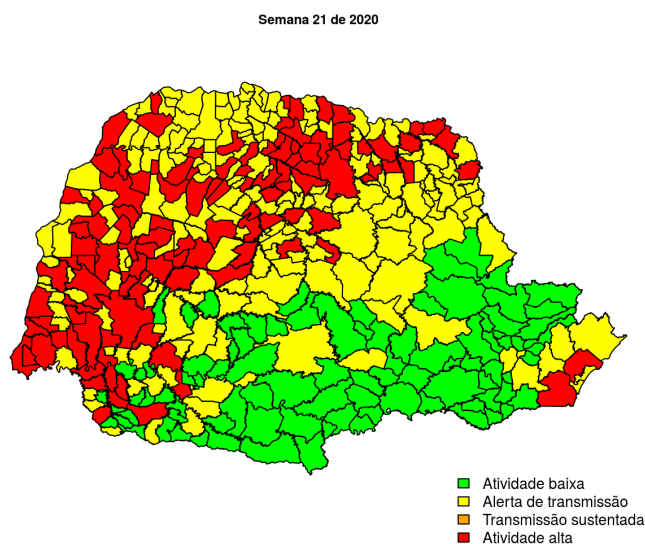 Semana 21 de 2020
Atividade baixa
Alerta de transmissão
Transmissão sustentada
Atividade alta